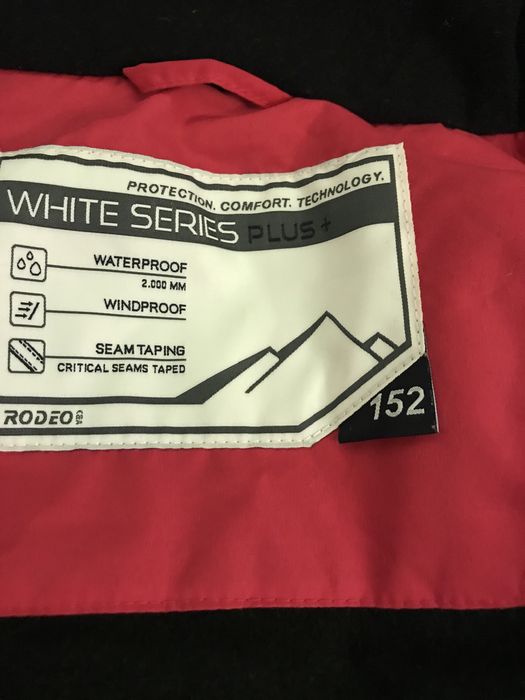 PROTECTION. COMFORT. TECHNOLOGY.
WHITE SERIES PLUS+
WATERPROOF
2.000 MM
WINDPROOF
SEAM TAPING
CRITICAL SEAMS TAPED
RODEO C&A
152